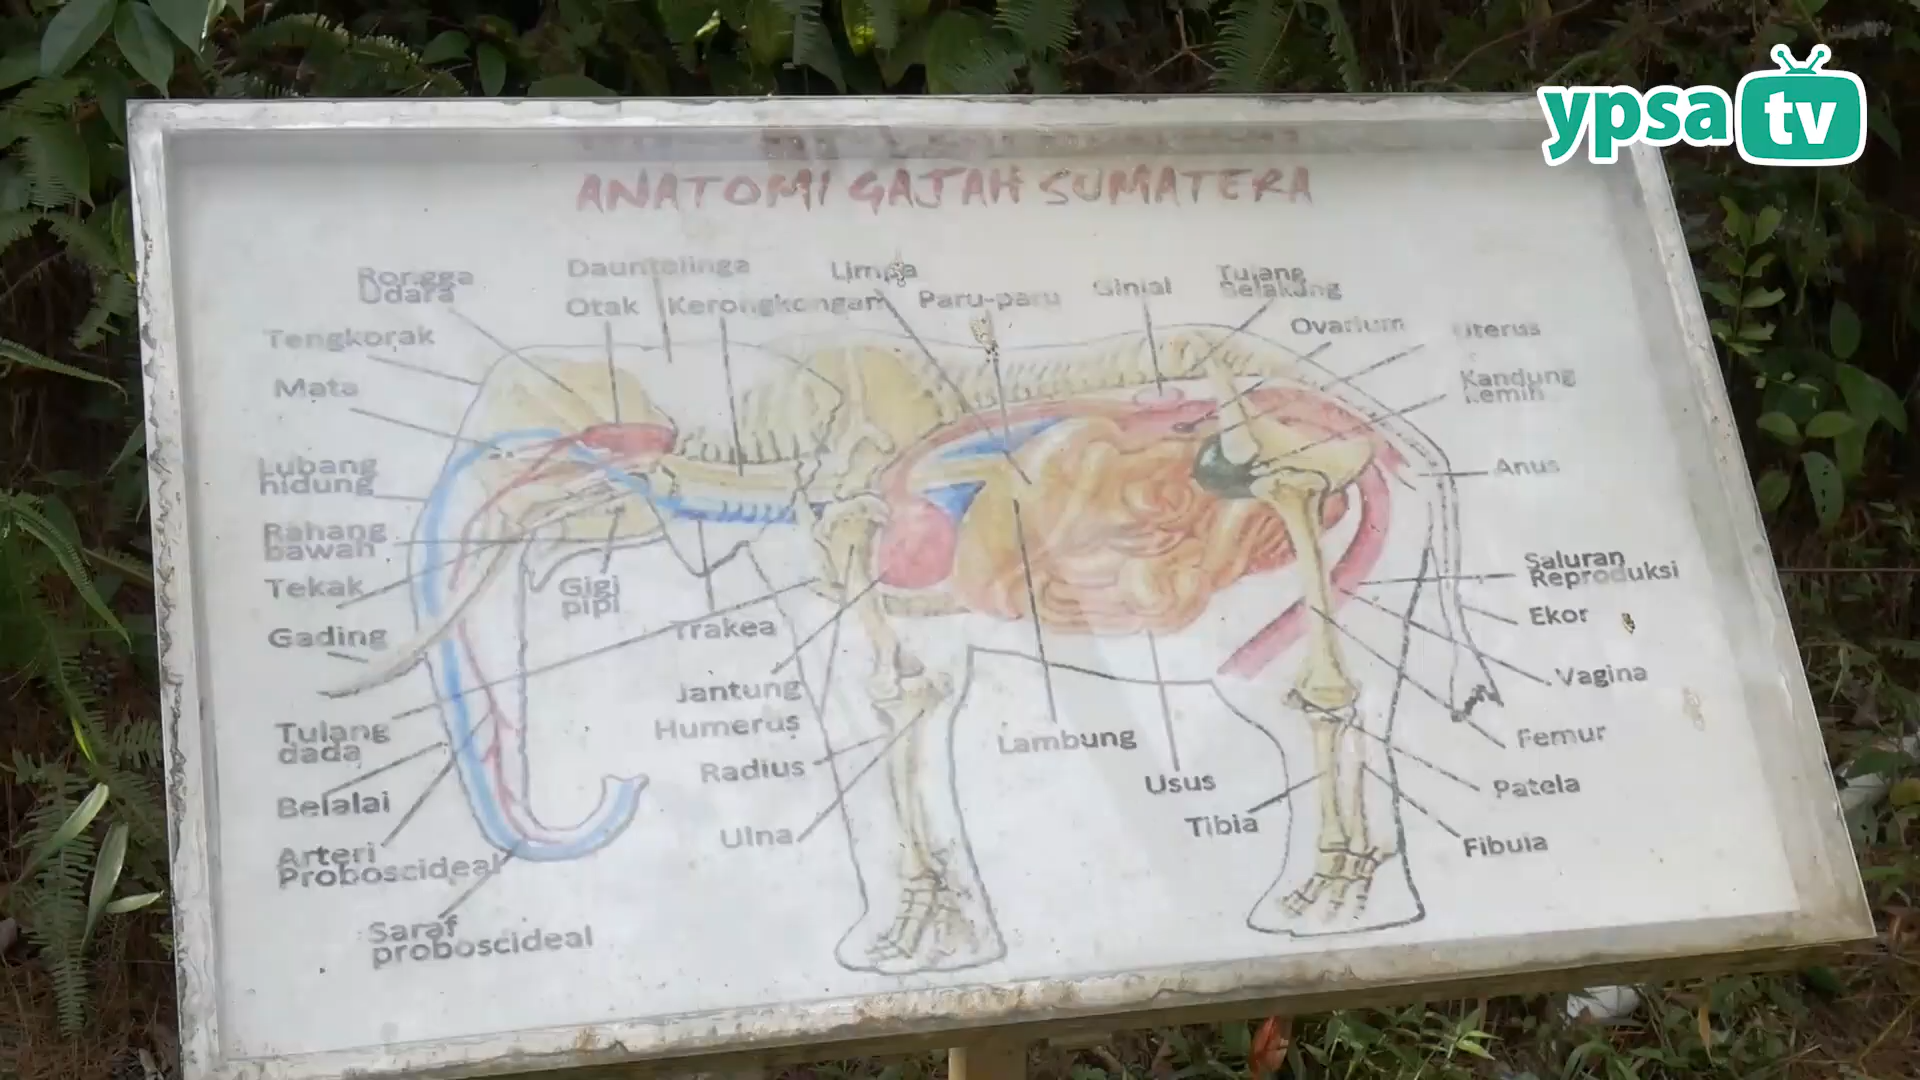 ypsa tv
ANATOMI GAJAH SUMATERA
Rongga
Udara
Dauntelinga
Limpa
Otak
Kerongkongan
Paru-paru
Ginjal
Tulang
Belakang
Ovarium
Uterus
Tengkorak
Mata
Kandung
kemih
Lubang
hidung
Anus
Rahang
bawah
Tekak
Gigi
pipi
Saluran
Reproduksi
Gading
Trakea
Ekor
Jantung
Vagina
Tulang
dada
Humerus
Lambung
Femur
Radius
Usus
Patela
Belalai
Ulna
Tibia
Fibula
Arteri
Proboscideal
Saraf
proboscideal